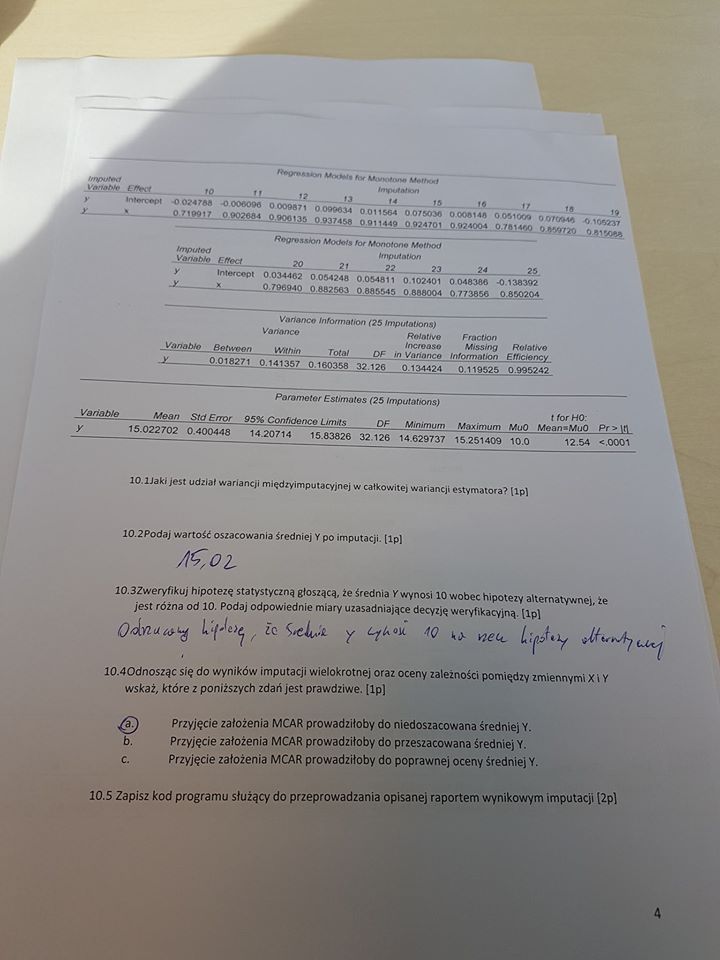 Regression Models for Monotone Method
Imputed Variable Effect Imputation
10 11 12 13 14 15 16 17 18 19
y Intercept -0.024788 -0.006096 0.009871 0.099634 0.011564 0.075036 0.008148 0.051009 0.070946 -0.105237
y x 0.719917 0.902684 0.906135 0.937458 0.911449 0.924701 0.924004 0.781460 0.859720 0.815088
Regression Models for Monotone Method
Imputed Variable Effect Imputation
20 21 22 23 24 25
y Intercept 0.034462 0.054248 0.054811 0.102401 0.048386 -0.138392
y x 0.796940 0.882563 0.885545 0.888004 0.773856 0.850204
Variance Information (25 Imputations)
Variance
Variable Between Within Total DF Relative Increase in Variance Fraction Missing Information Relative Efficiency
y 0.018271 0.141357 0.160358 32.126 0.134424 0.119525 0.995242
Parameter Estimates (25 Imputations)
Variable Mean Std Error 95% Confidence Limits DF Minimum Maximum Mu0 t for H0: Mean=Mu0 Pr > |t|
y 15.022702 0.400448 14.20714 15.83826 32.126 14.629737 15.251409 10.0 12.54 <.0001
10.1Jaki jest udział wariancji międzyimputacyjnej w całkowitej wariancji estymatora? [1p]
10.2Podaj wartość oszacowania średniej Y po imputacji. [1p]
15,02
10.3Zweryfikuj hipotezę statystyczną głoszącą, że średnia Y wynosi 10 wobec hipotezy alternatywnej, że
jest różna od 10. Podaj odpowiednie miary uzasadniające decyzję weryfikacyjną. [1p]
Odrzucamy hipotezę, że średnia y wynosi 10 na rzecz hipotezy alternatywnej
10.4Odnosząc się do wyników imputacji wielokrotnej oraz oceny zależności pomiędzy zmiennymi X i Y
wskaż, które z poniższych zdań jest prawdziwe. [1p]
a. Przyjęcie założenia MCAR prowadziłoby do niedoszacowana średniej Y.
b. Przyjęcie założenia MCAR prowadziłoby do przeszacowana średniej Y.
c. Przyjęcie założenia MCAR prowadziłoby do poprawnej oceny średniej Y.
10.5 Zapisz kod programu służący do przeprowadzania opisanej raportem wynikowym imputacji [2p]
4